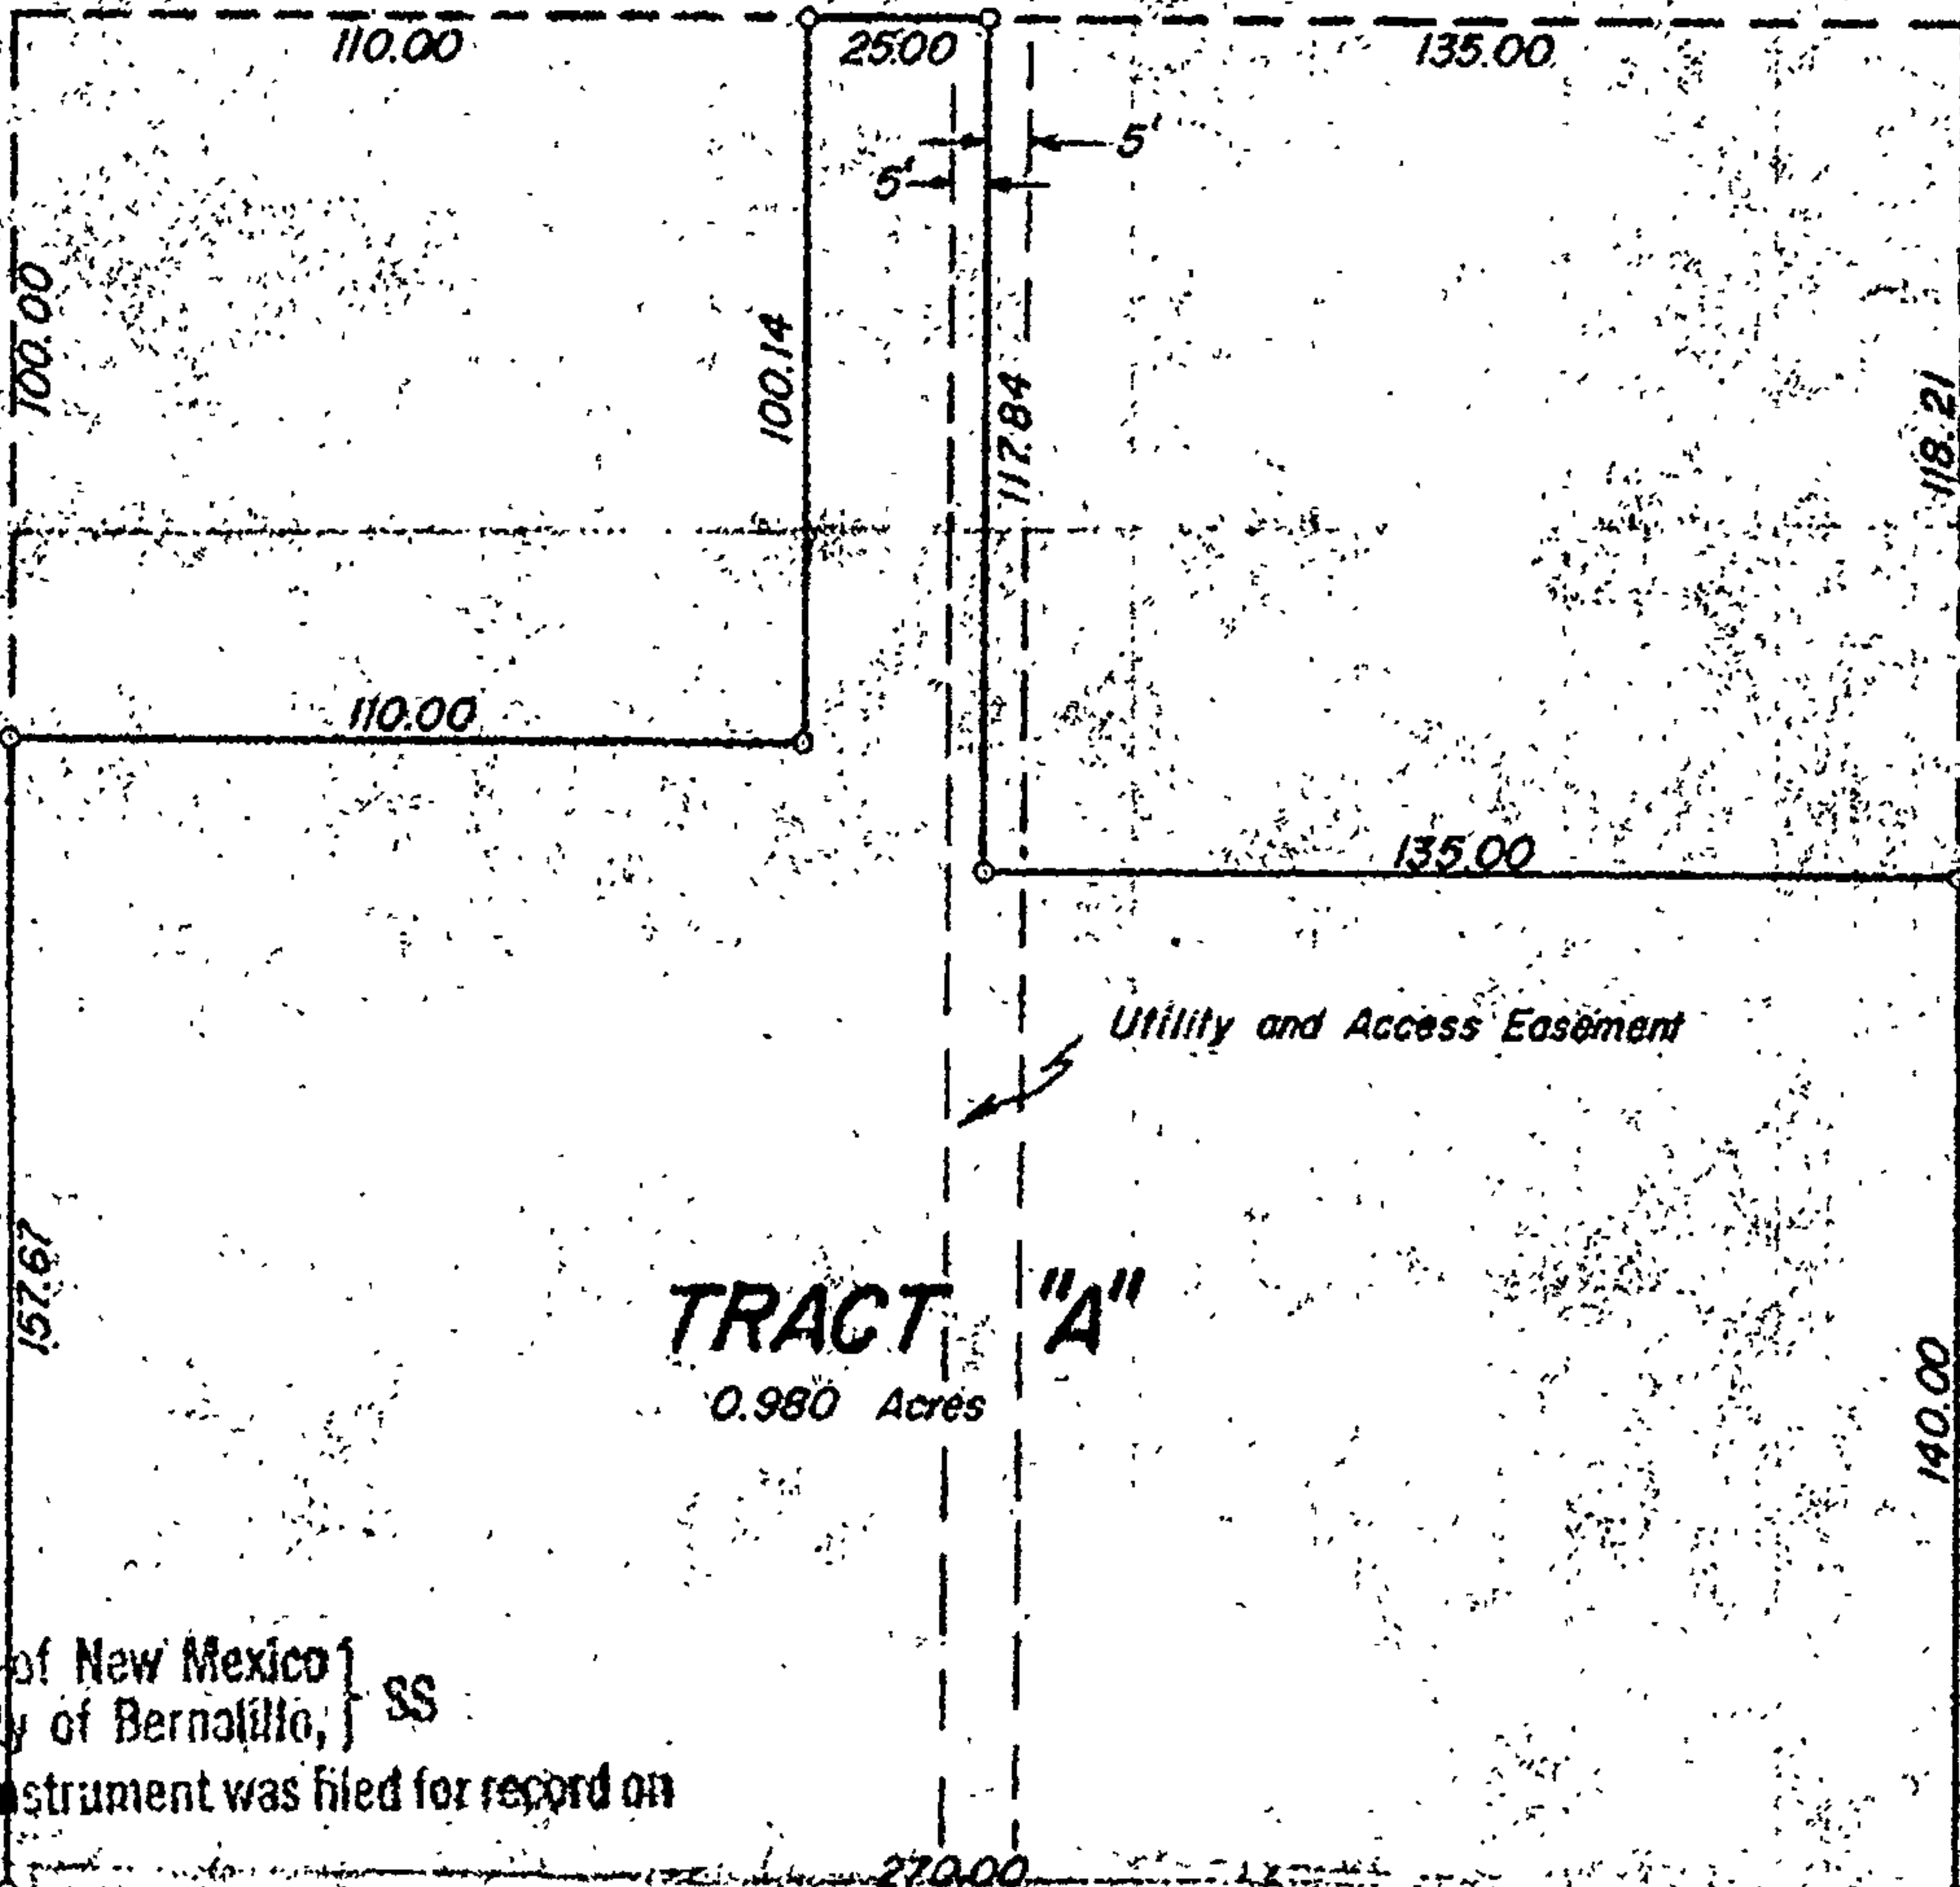 110.00
25.00
135.00
5'
5'
100.00
100.14
117.84
118.21
110.00
135.00
Utility and Access Easement
157.67
TRACT "A"
0.980 Acres
140.00
of New Mexico } SS
y of Bernalillo, }
nstrument was filed for record on
270.00